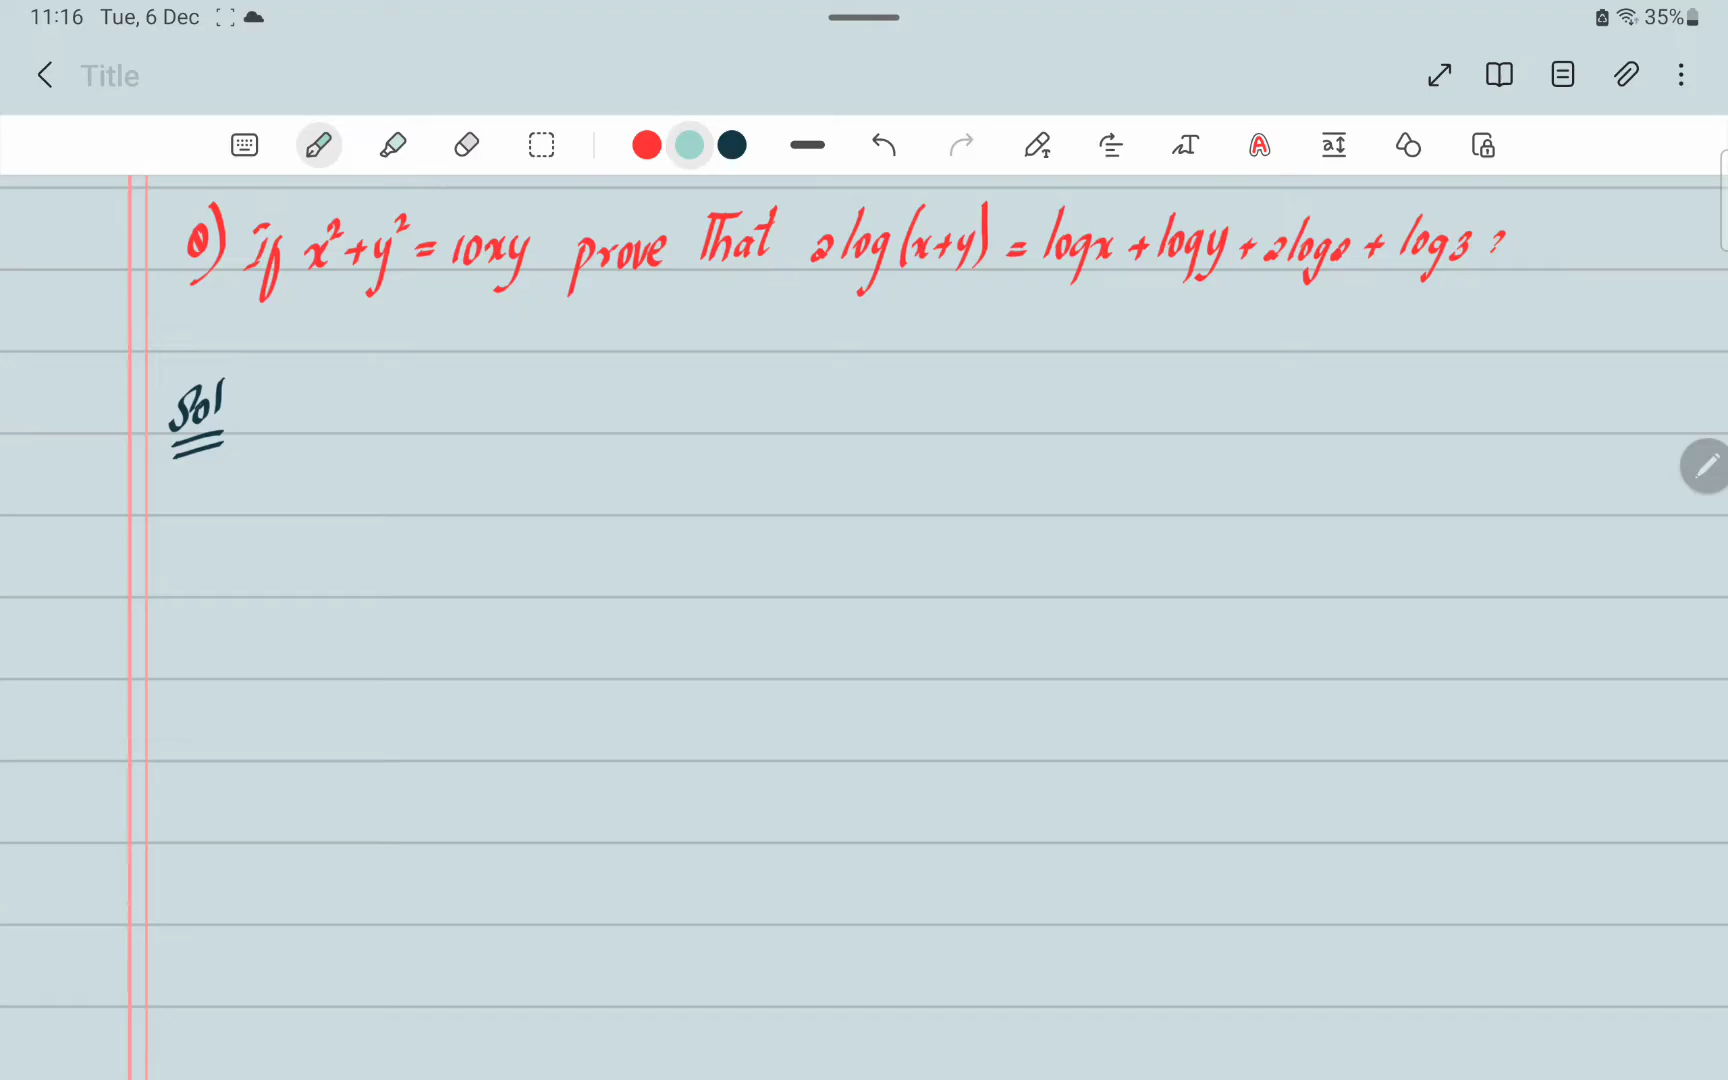 11:16 Tue, 6 Dec
35%
Title
Q) If x²+y² = 10xy prove That 2log(x+y) = logx + logy + 2log2 + log3 ?
Sol